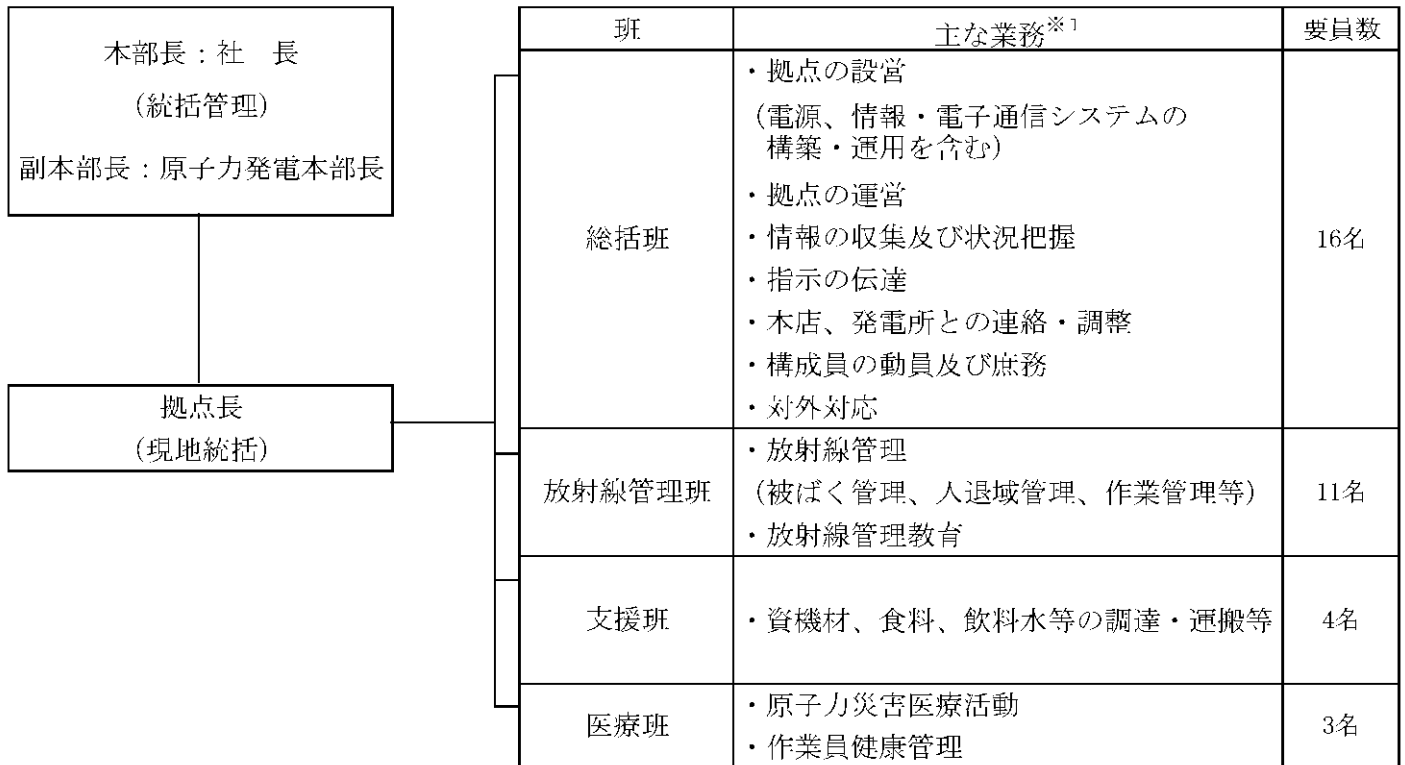 本部長：社　長
（統括管理）
副本部長：原子力発電本部長
拠点長
（現地統括）
班　主な業務※1　要員数
総括班
・拠点の設営
（電源、情報・電子通信システムの
構築・運用を含む）
・拠点の運営
・情報の収集及び状況把握
・指示の伝達
・本店、発電所との連絡・調整
・構成員の動員及び庶務
・対外対応
16名
放射線管理班
・放射線管理
（被ばく管理、入退域管理、作業管理等）
・放射線管理教育
11名
支援班
・資機材、食料、飲料水等の調達・運搬等
4名
医療班
・原子力災害医療活動
・作業員健康管理
3名